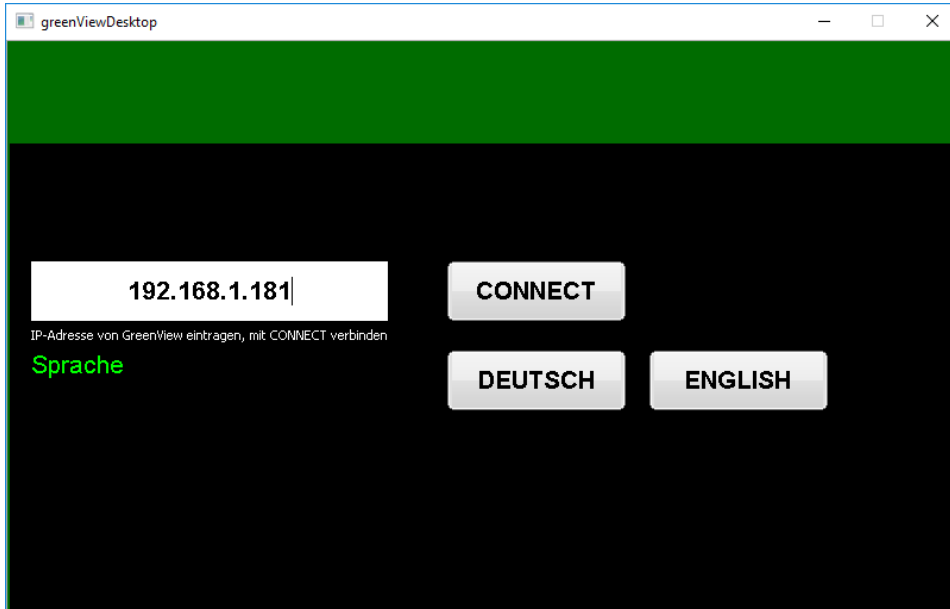 greenViewDesktop
192.168.1.181
CONNECT
IP-Adresse von GreenView eintragen, mit CONNECT verbinden
Sprache
DEUTSCH
ENGLISH